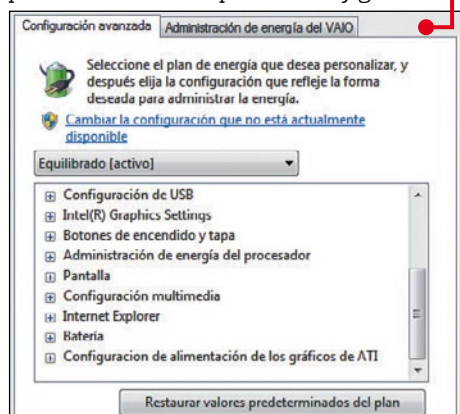 Configuración avanzada
Administración de energía del VAIO
Seleccione el plan de energía que desea personalizar, y
después elija la configuración que refleje la forma
deseada para administrar la energía.
Cambiar la configuración que no está actualmente
disponible
Equilibrado [activo]
Configuración de USB
Intel(R) Graphics Settings
Botones de encendido y tapa
Administración de energía del procesador
Pantalla
Configuración multimedia
Internet Explorer
Batería
Configuracion de alimentación de los gráficos de ATI
Restaurar valores predeterminados del plan